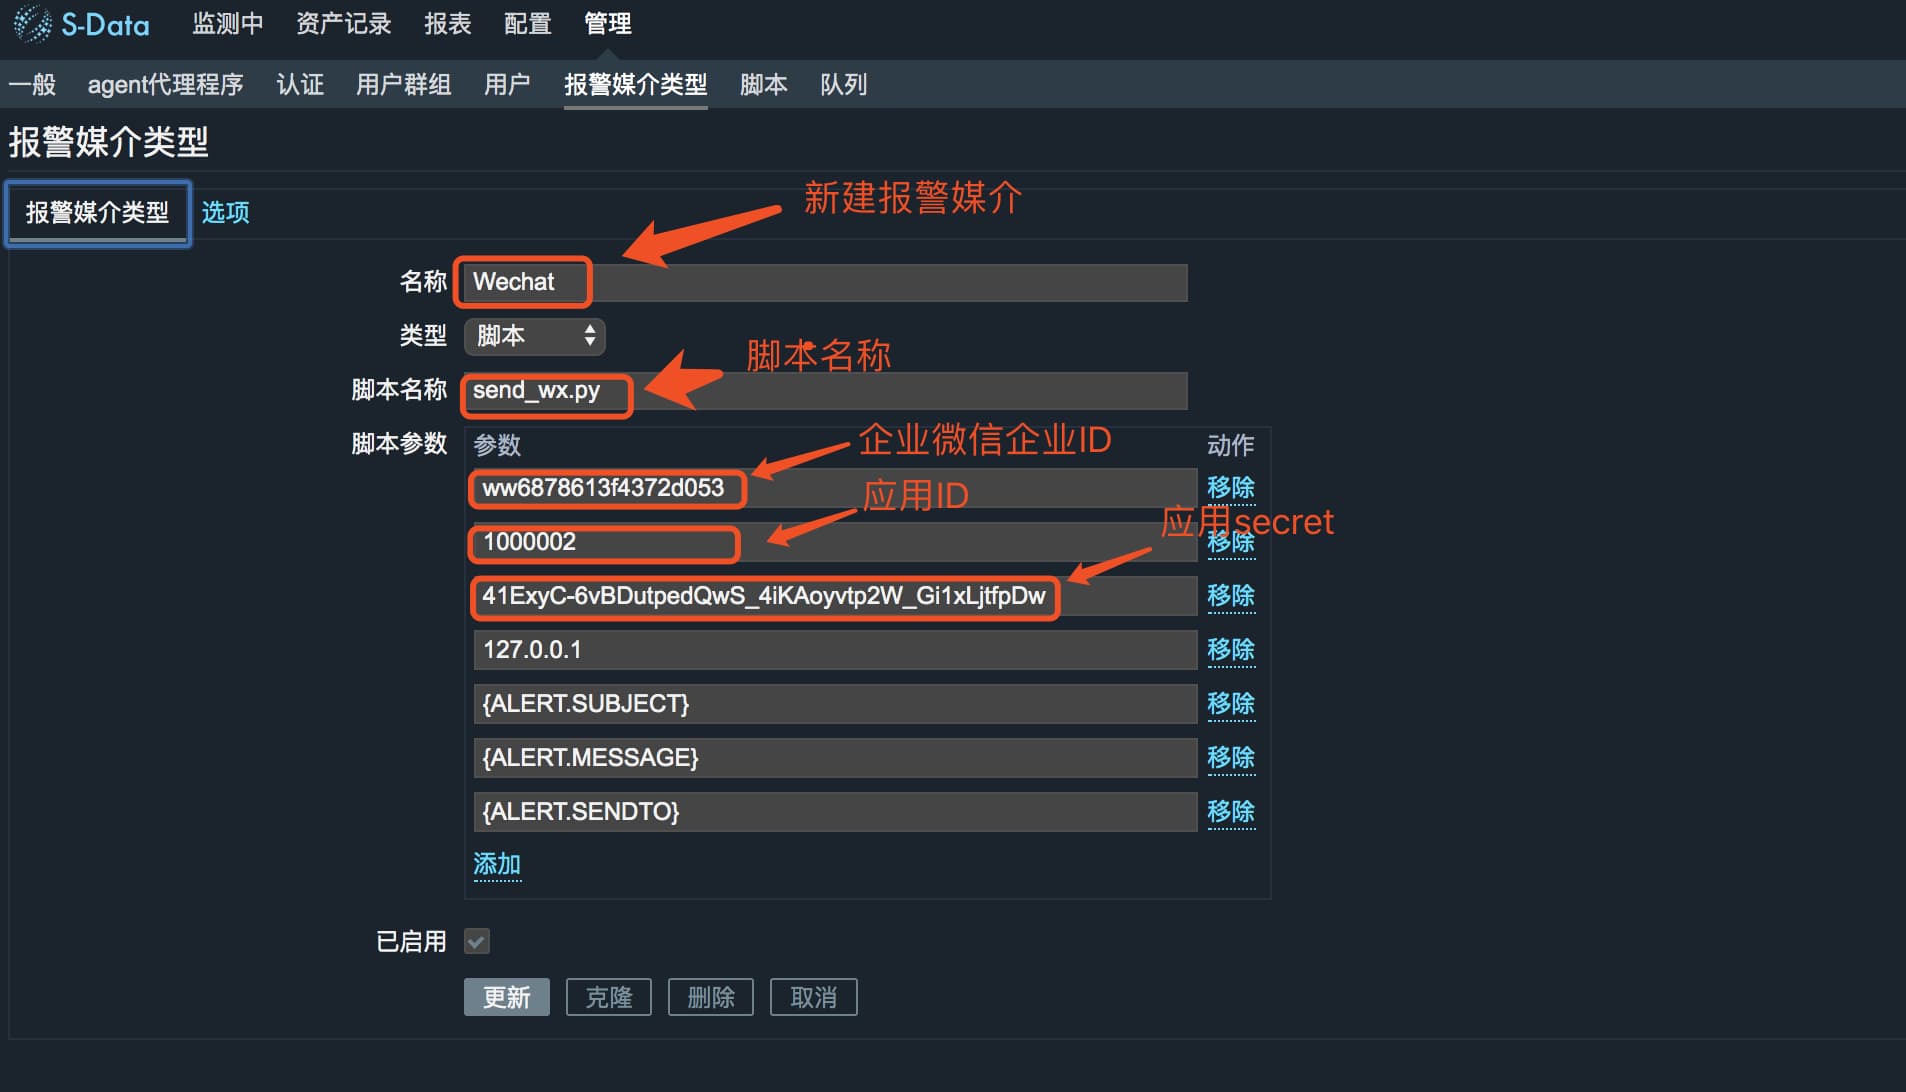 S-Data 监测中 资产记录 报表 配置 管理
一般 agent代理程序 认证 用户群组 用户 报警媒介类型 脚本 队列
报警媒介类型
报警媒介类型 选项
新建报警媒介
名称 Wechat
类型 脚本
脚本名称
脚本名称 send_wx.py
脚本参数 参数 企业微信企业ID 动作
ww6878613f4372d053 移除
应用ID
应用secret
1000002 移除
41ExyC-6vBDutpedQwS_4iKAoyvtp2W_Gi1xLjtfpDw 移除
127.0.0.1 移除
{ALERT.SUBJECT} 移除
{ALERT.MESSAGE} 移除
{ALERT.SENDTO} 移除
添加
已启用
更新 克隆 删除 取消